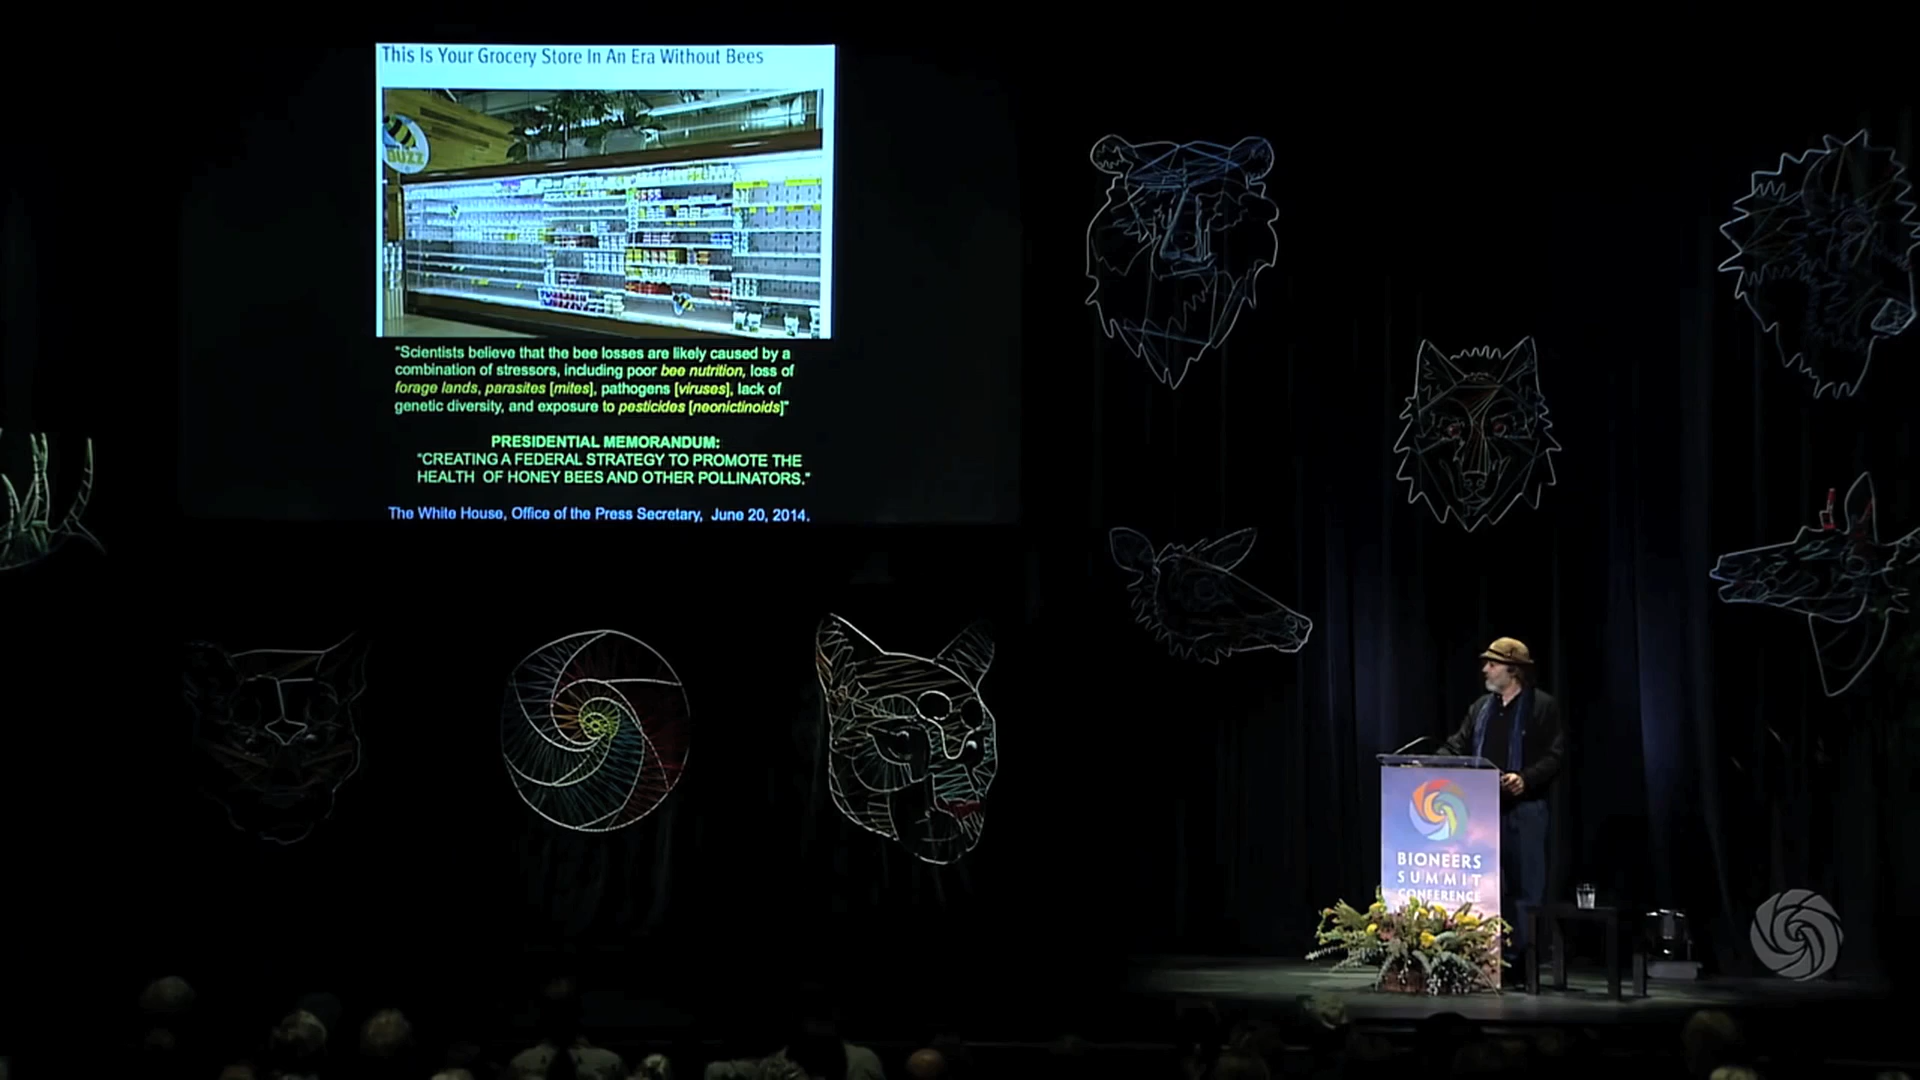 This Is Your Grocery Store In An Era Without Bees
BUZZ
"Scientists believe that the bee losses are likely caused by a
combination of stressors, including poor bee nutrition, loss of
forage lands, parasites [mites], pathogens [viruses], lack of
genetic diversity, and exposure to pesticides [neonictinoids]"
PRESIDENTIAL MEMORANDUM:
"CREATING A FEDERAL STRATEGY TO PROMOTE THE
HEALTH OF HONEY BEES AND OTHER POLLINATORS."
The White House, Office of the Press Secretary, June 20, 2014.
BIONEERS
SUMMIT
CONFERENCE